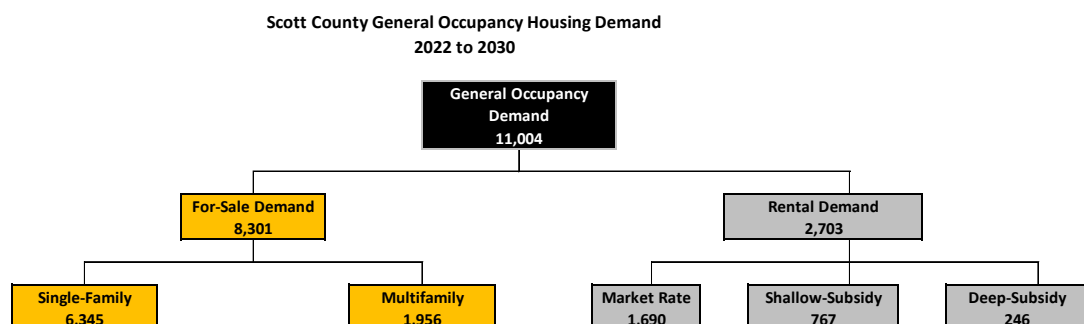 Scott County General Occupancy Housing Demand
2022 to 2030
General Occupancy
Demand
11,004
For-Sale Demand
8,301
Rental Demand
2,703
Single-Family
6,345
Multifamily
1,956
Market Rate
1,690
Shallow-Subsidy
767
Deep-Subsidy
246